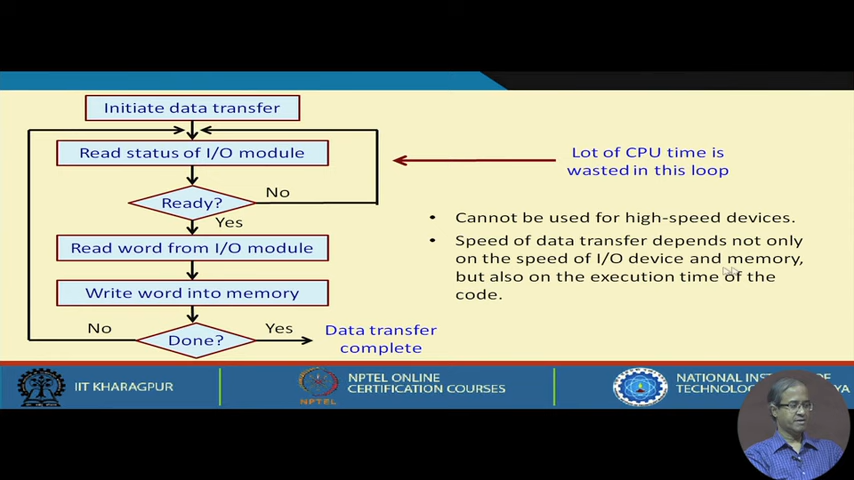 Initiate data transfer
Read status of I/O module
Lot of CPU time is
wasted in this loop
No
Ready?
Yes
Cannot be used for high-speed devices.
Speed of data transfer depends not only
on the speed of I/O device and memory,
but also on the execution time of the
code.
Read word from I/O module
Write word into memory
No
Done?
Yes
Data transfer
complete
IIT KHARAGPUR
NPTEL
NPTEL ONLINE
CERTIFICATION COURSES
NATIONAL